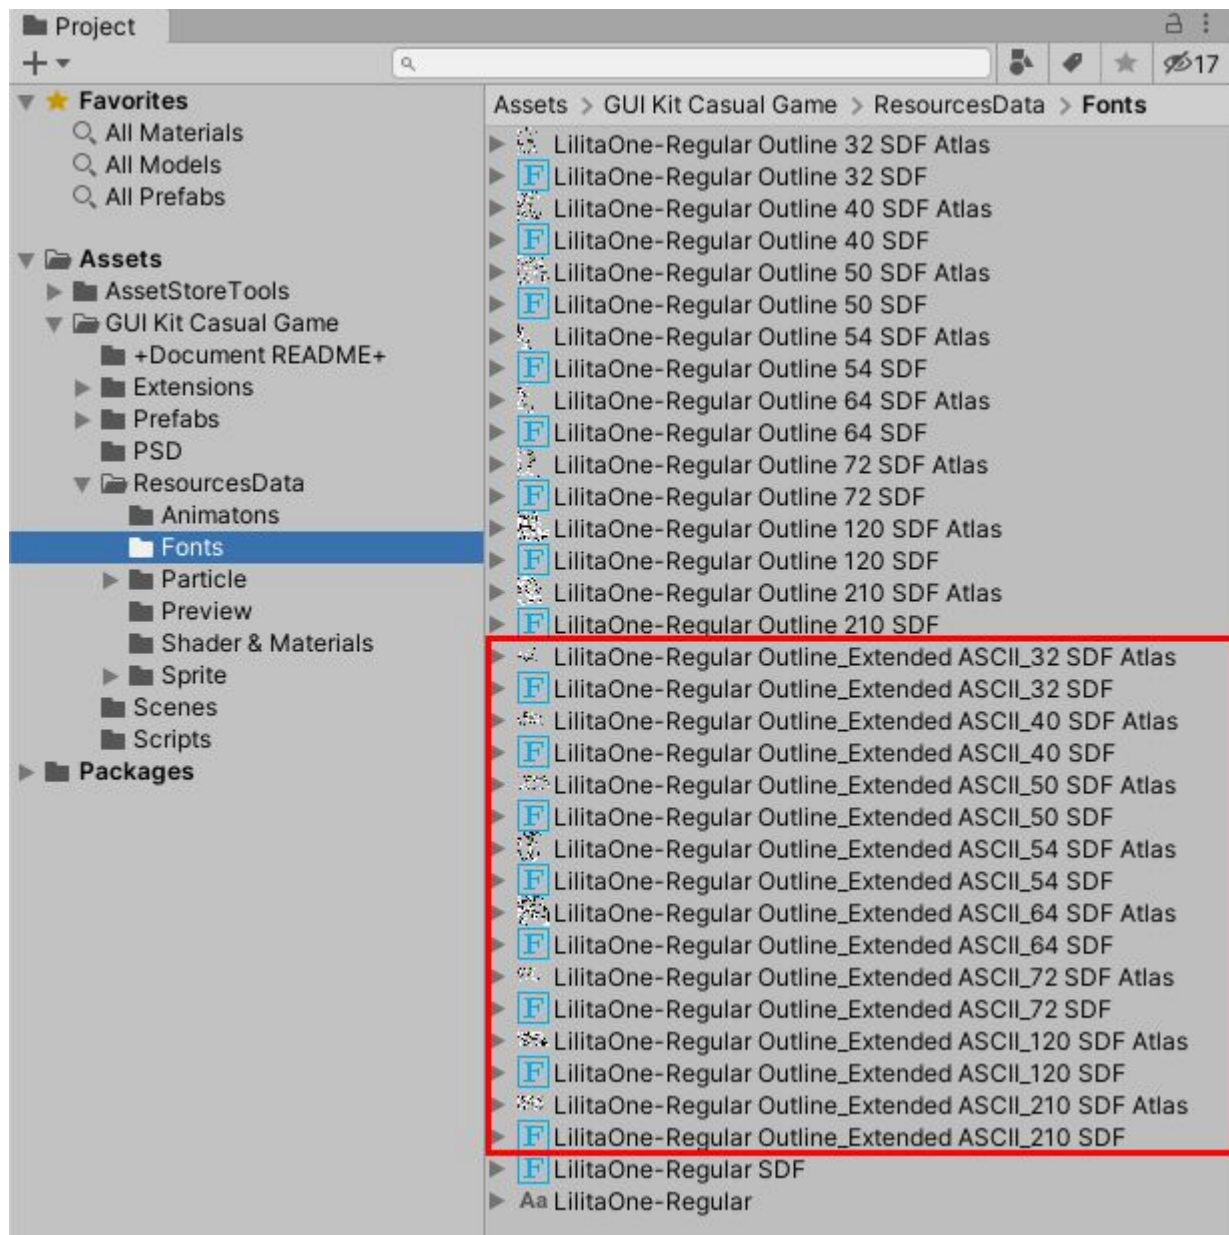 Project
17
Favorites
All Materials
All Models
All Prefabs
Assets
AssetStoreTools
GUI Kit Casual Game
+Document README+
Extensions
Prefabs
PSD
ResourcesData
Animatons
Fonts
Particle
Preview
Shader & Materials
Sprite
Scenes
Scripts
Packages
Assets > GUI Kit Casual Game > ResourcesData > Fonts
LilitaOne-Regular Outline 32 SDF Atlas
F LilitaOne-Regular Outline 32 SDF
LilitaOne-Regular Outline 40 SDF Atlas
F LilitaOne-Regular Outline 40 SDF
LilitaOne-Regular Outline 50 SDF Atlas
F LilitaOne-Regular Outline 50 SDF
LilitaOne-Regular Outline 54 SDF Atlas
F LilitaOne-Regular Outline 54 SDF
LilitaOne-Regular Outline 64 SDF Atlas
F LilitaOne-Regular Outline 64 SDF
LilitaOne-Regular Outline 72 SDF Atlas
F LilitaOne-Regular Outline 72 SDF
LilitaOne-Regular Outline 120 SDF Atlas
F LilitaOne-Regular Outline 120 SDF
LilitaOne-Regular Outline 210 SDF Atlas
F LilitaOne-Regular Outline 210 SDF
LilitaOne-Regular Outline_Extended ASCII_32 SDF Atlas
F LilitaOne-Regular Outline_Extended ASCII_32 SDF
LilitaOne-Regular Outline_Extended ASCII_40 SDF Atlas
F LilitaOne-Regular Outline_Extended ASCII_40 SDF
LilitaOne-Regular Outline_Extended ASCII_50 SDF Atlas
F LilitaOne-Regular Outline_Extended ASCII_50 SDF
LilitaOne-Regular Outline_Extended ASCII_54 SDF Atlas
F LilitaOne-Regular Outline_Extended ASCII_54 SDF
LilitaOne-Regular Outline_Extended ASCII_64 SDF Atlas
F LilitaOne-Regular Outline_Extended ASCII_64 SDF
LilitaOne-Regular Outline_Extended ASCII_72 SDF Atlas
F LilitaOne-Regular Outline_Extended ASCII_72 SDF
LilitaOne-Regular Outline_Extended ASCII_120 SDF Atlas
F LilitaOne-Regular Outline_Extended ASCII_120 SDF
LilitaOne-Regular Outline_Extended ASCII_210 SDF Atlas
F LilitaOne-Regular Outline_Extended ASCII_210 SDF
F LilitaOne-Regular SDF
Aa LilitaOne-Regular